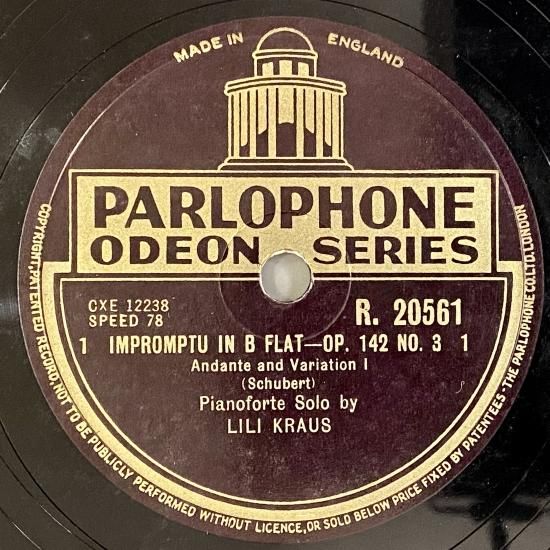 MADE IN ENGLAND
PARLOPHONE
ODEON SERIES
CXE 12238
SPEED 78
R. 20561
1 IMPROMPTU IN B FLAT—OP. 142 NO. 3 1
Andante and Variation I
(Schubert)
Pianoforte Solo by
LILI KRAUS
COPYRIGHT, PATENTED RECORD, NOT TO BE PUBLICLY PERFORMED WITHOUT LICENCE, OR SOLD BELOW PRICE FIXED BY PATENTEES - THE PARLOPHONE CO. LTD. LONDON